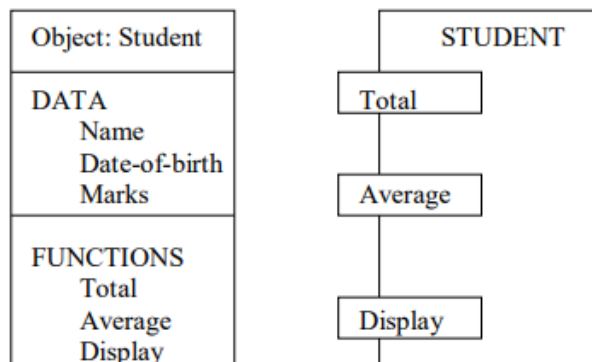 Object: Student
DATA
Name
Date-of-birth
Marks
FUNCTIONS
Total
Average
Display
STUDENT
Total
Average
Display